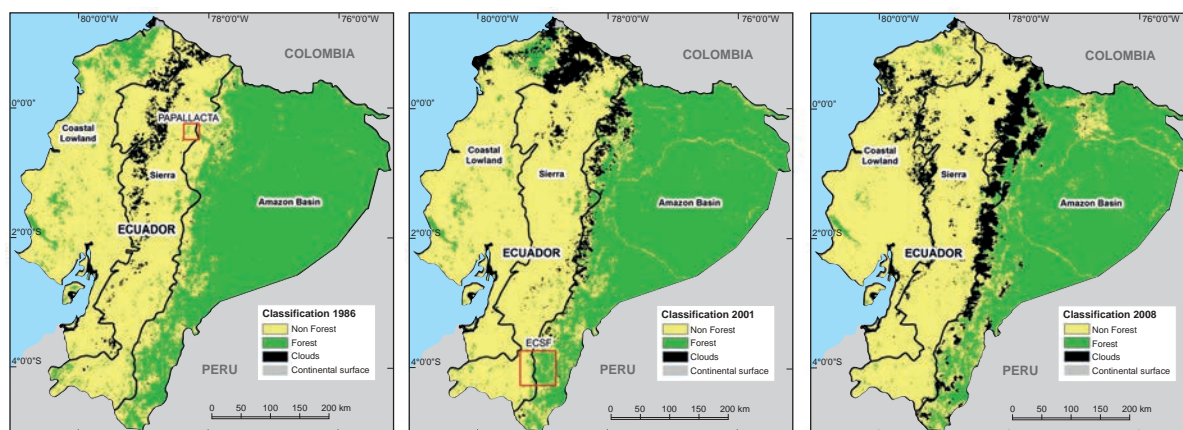 80°0'0"W
78°0'0"W
76°0'0"W
COLOMBIA
0°0'0"
PAPALLACTA
Coastal
Lowland
Sierra
Amazon Basin
ECUADOR
2°0'0"S
Classification 1986
Non Forest
Forest
Clouds
Continental surface
4°0'0"S
PERU
0 50 100 150 200 km
80°0'0"W
78°0'0"W
76°0'0"W
COLOMBIA
0°0'0"
Coastal
Lowland
Sierra
Amazon Basin
2°0'0"S
ECUADOR
Classification 2001
Non Forest
Forest
Clouds
Continental surface
ECSF
4°0'0"S
PERU
0 50 100 150 200 km
80°0'0"W
78°0'0"W
76°0'0"W
COLOMBIA
0°0'0"
Coastal
Lowland
Sierra
Amazon Basin
2°0'0"S
ECUADOR
Classification 2008
Non Forest
Forest
Clouds
Continental surface
4°0'0"S
PERU
0 50 100 150 200 km